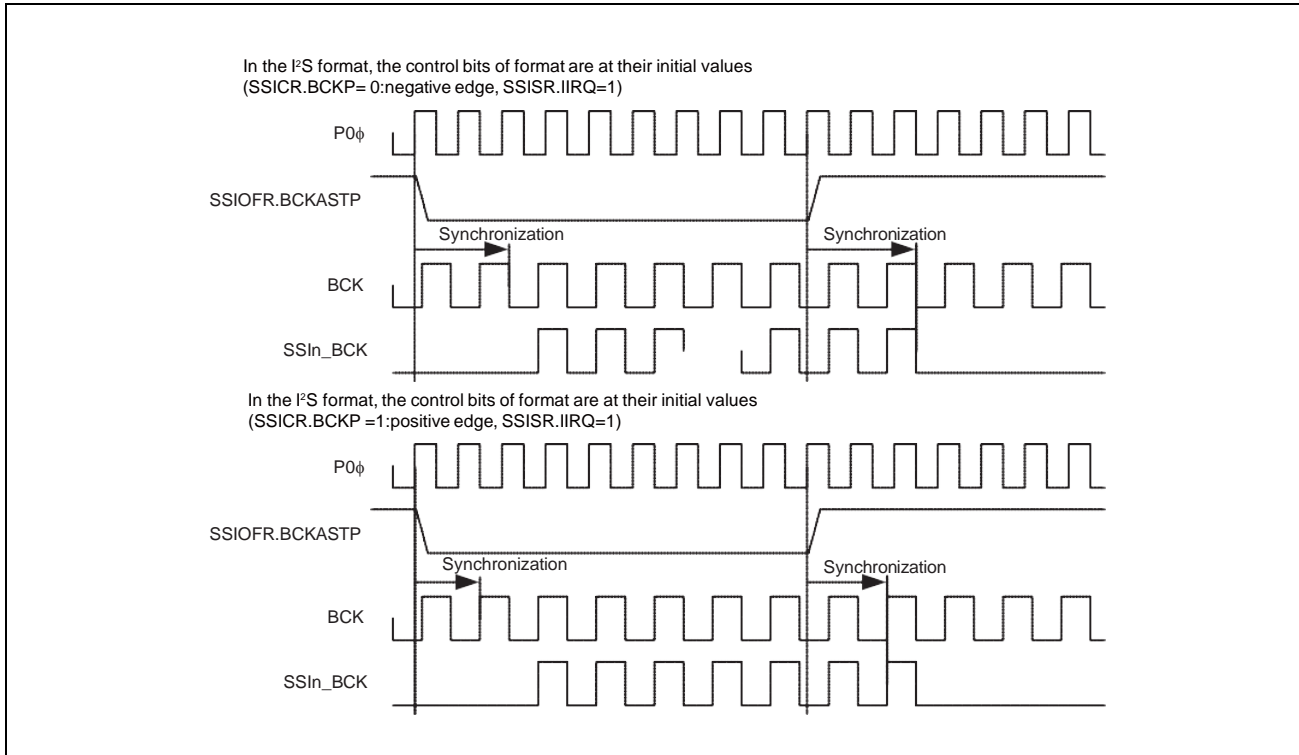 In the I²S format, the control bits of format are at their initial values
(SSICR.BCKP= 0:negative edge, SSISR.IIRQ=1)
P0ϕ
SSIOFR.BCKASTP
Synchronization
Synchronization
BCK
SSIn_BCK
In the I²S format, the control bits of format are at their initial values
(SSICR.BCKP =1:positive edge, SSISR.IIRQ=1)
P0ϕ
SSIOFR.BCKASTP
Synchronization
Synchronization
BCK
SSIn_BCK